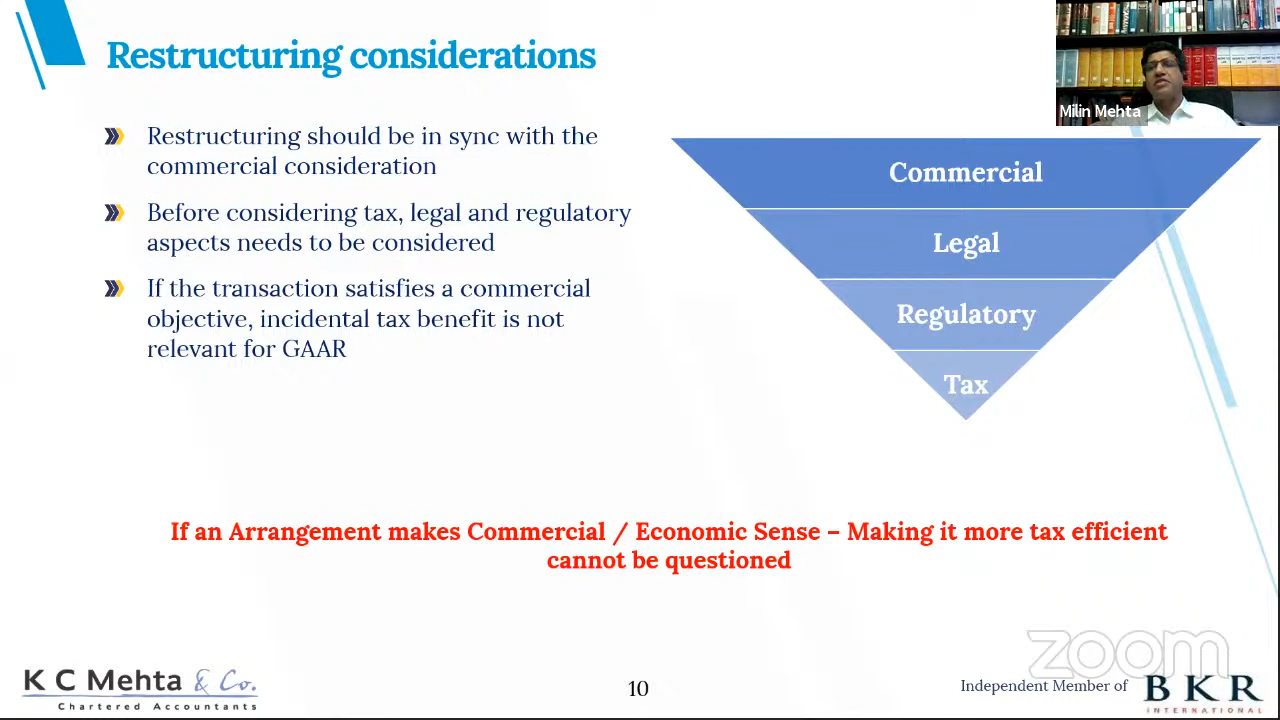 Restructuring considerations
Milin Mehta
Restructuring should be in sync with the
commercial consideration
Before considering tax, legal and regulatory
aspects needs to be considered
If the transaction satisfies a commercial
objective, incidental tax benefit is not
relevant for GAAR
Commercial
Legal
Regulatory
Tax
If an Arrangement makes Commercial / Economic Sense – Making it more tax efficient
cannot be questioned
zoom
K C Mehta & Co.
Chartered Accountants
10
Independent Member of
BKR
INTERNATIONAL